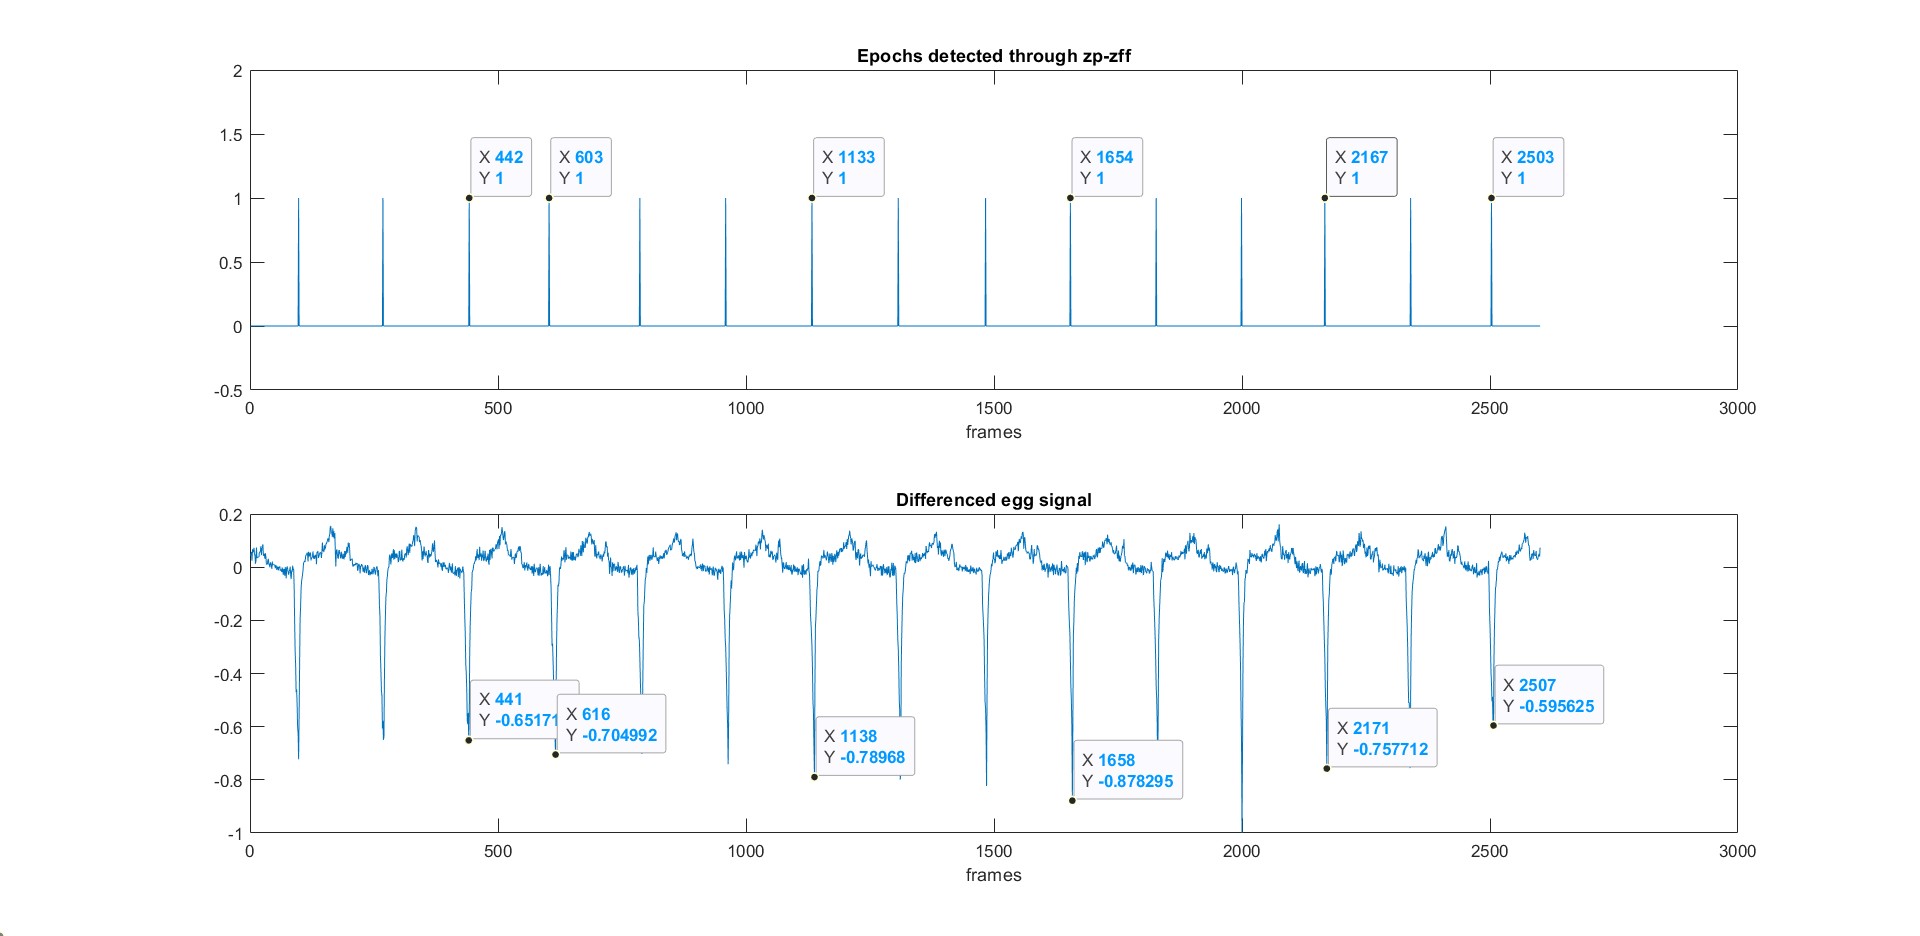 Epochs detected through zp-zff
2
1.5
1
0.5
0
-0.5
X 442
Y 1
X 603
Y 1
X 1133
Y 1
X 1654
Y 1
X 2167
Y 1
X 2503
Y 1
0 500 1000 1500 2000 2500 3000
frames
Differenced egg signal
0.2
0
-0.2
-0.4
-0.6
-0.8
-1
X 441
Y -0.65171
X 616
Y -0.704992
X 1138
Y -0.78968
X 1658
Y -0.878295
X 2171
Y -0.757712
X 2507
Y -0.595625
0 500 1000 1500 2000 2500 3000
frames